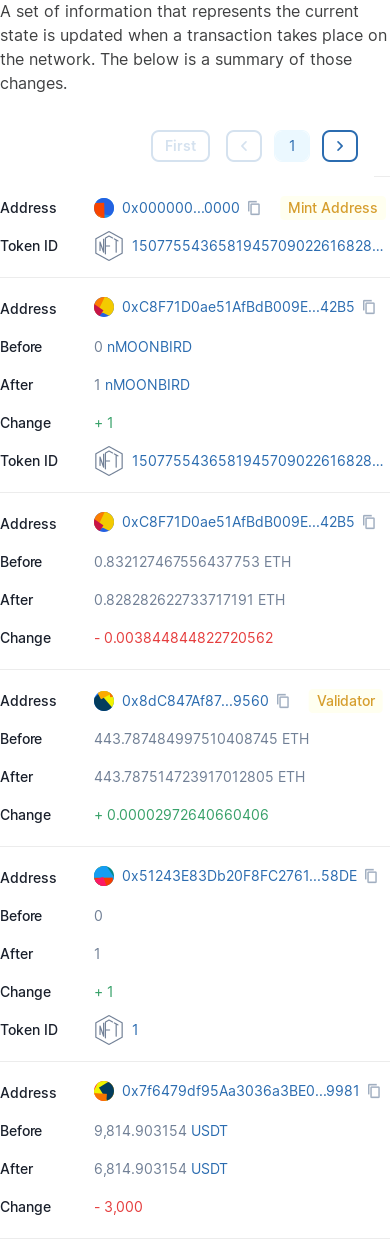 A set of information that represents the current
state is updated when a transaction takes place on
the network. The below is a summary of those
changes.
First
1
Address 0x000000...0000 Mint Address
Token ID NFT 15077554365819457090226168 28...
Address 0xC8F71D0ae51AfBdB009E...42B5
Before 0 nMOONBIRD
After 1 nMOONBIRD
Change + 1
Token ID NFT 1507755436581945709022616828...
Address 0xC8F71D0ae51AfBdB009E...42B5
Before 0.832127467556437753 ETH
After 0.828282622733717191 ETH
Change - 0.003844844822720562
Address 0x8dC847Af87...9560 Validator
Before 443.787484997510408745 ETH
After 443.787514723917012805 ETH
Change + 0.00002972640660406
Address 0x51243E83Db20F8FC2761...58DE
Before 0
After 1
Change + 1
Token ID NFT 1
Address 0x7f6479df95Aa3036a3BE0...9981
Before 9,814.903154 USDT
After 6,814.903154 USDT
Change - 3,000